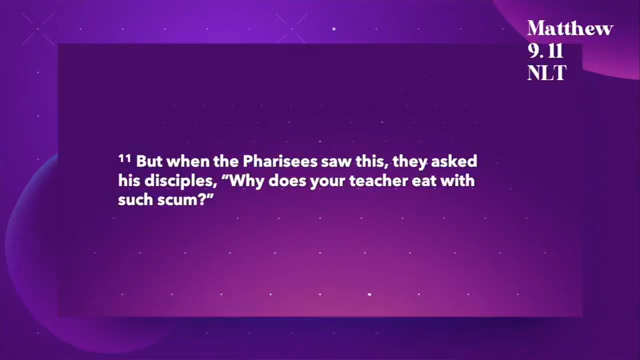 Matthew
9. 11
NLT
11 But when the Pharisees saw this, they asked
his disciples, “Why does your teacher eat with
such scum?”